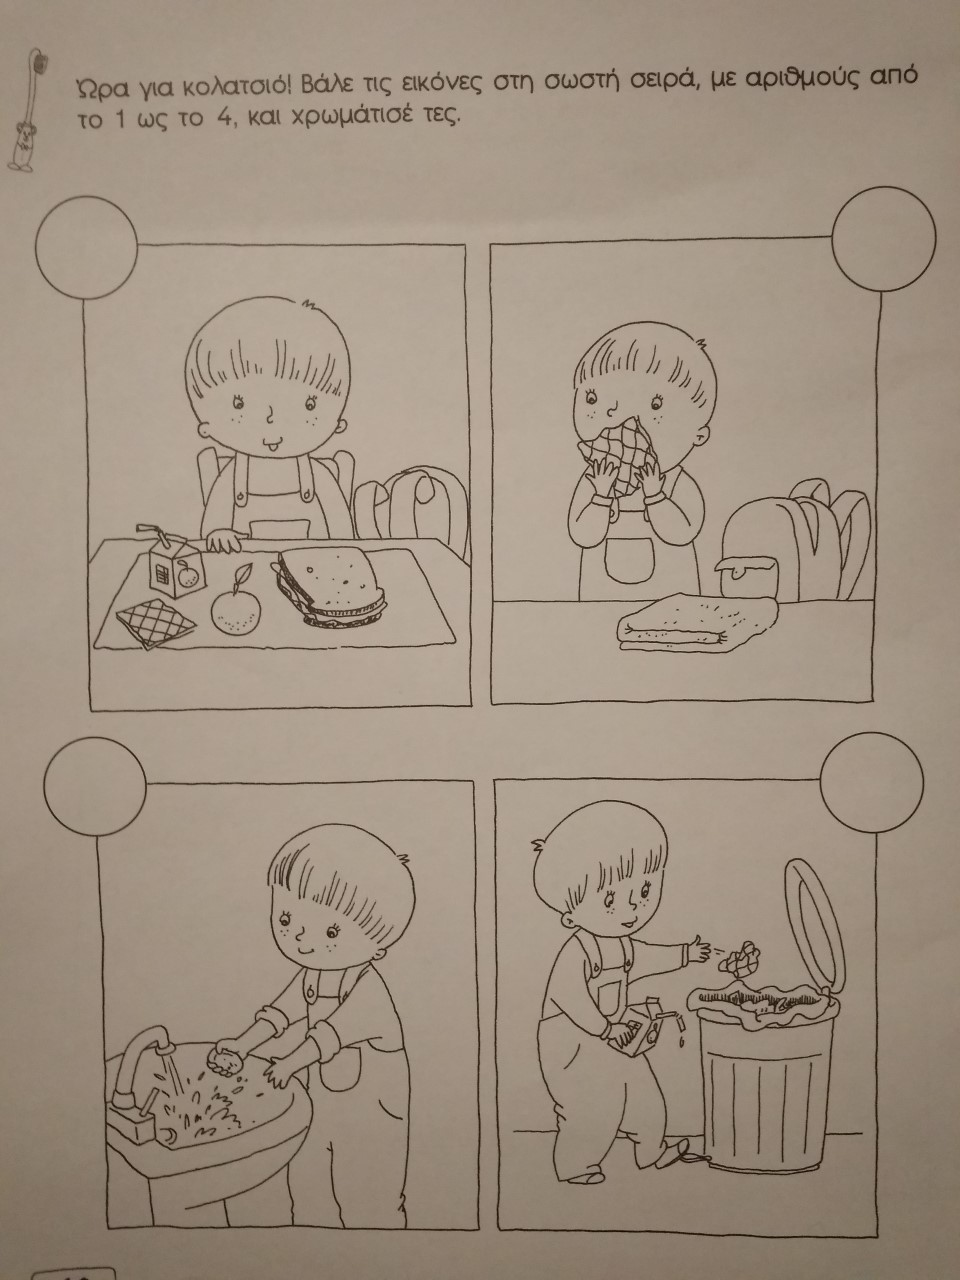 Ώρα για κολατσιό! Βάλε τις εικόνες στη σωστή σειρά, με αριθμούς από
το 1 ως το 4, και χρωμάτισέ τες.